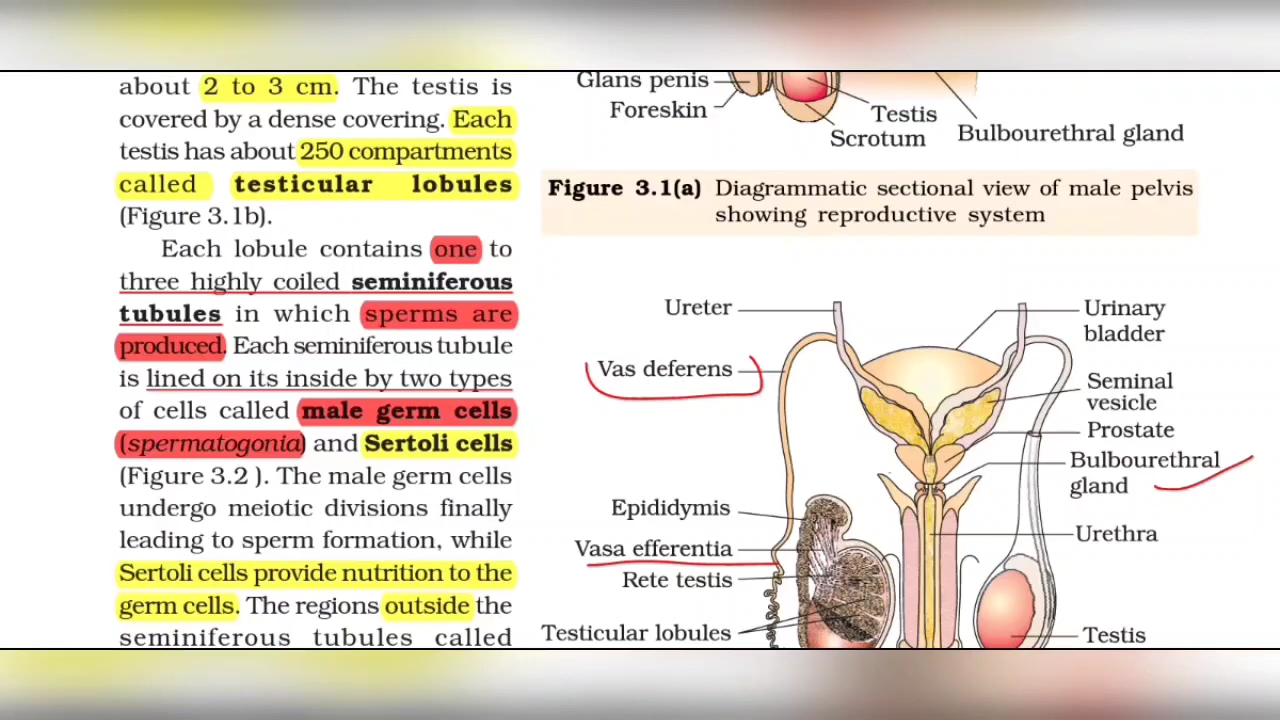 about 2 to 3 cm. The testis is
covered by a dense covering. Each
testis has about 250 compartments
called testicular lobules
(Figure 3.1b).
Each lobule contains one to
three highly coiled seminiferous
tubules in which sperms are
produced. Each seminiferous tubule
is lined on its inside by two types
of cells called male germ cells
(spermatogonia) and Sertoli cells
(Figure 3.2 ). The male germ cells
undergo meiotic divisions finally
leading to sperm formation, while
Sertoli cells provide nutrition to the
germ cells. The regions outside the
seminiferous tubules called
Glans penis
Foreskin
Testis
Scrotum
Bulbourethral gland
Figure 3.1(a) Diagrammatic sectional view of male pelvis
showing reproductive system
Ureter
Vas deferens
Epididymis
Vasa efferentia
Rete testis
Testicular lobules
Urinary
bladder
Seminal
vesicle
Prostate
Bulbourethral
gland
Urethra
Testis